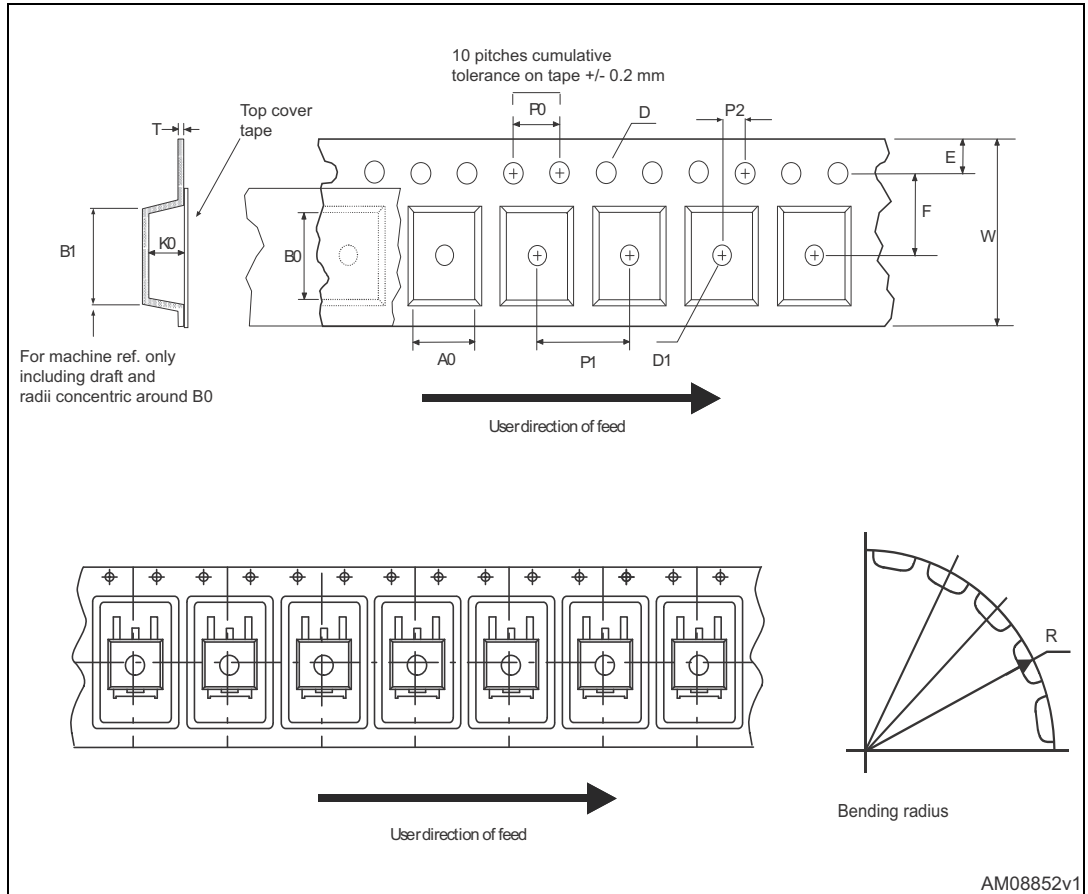 10 pitches cumulative
tolerance on tape +/- 0.2 mm
Top cover
tape
T
P0
D
P2
E
F
W
B1
K0
B0
For machine ref. only
including draft and
radii concentric around B0
A0
P1
D1
User direction of feed
R
Bending radius
User direction of feed
AM08852v1